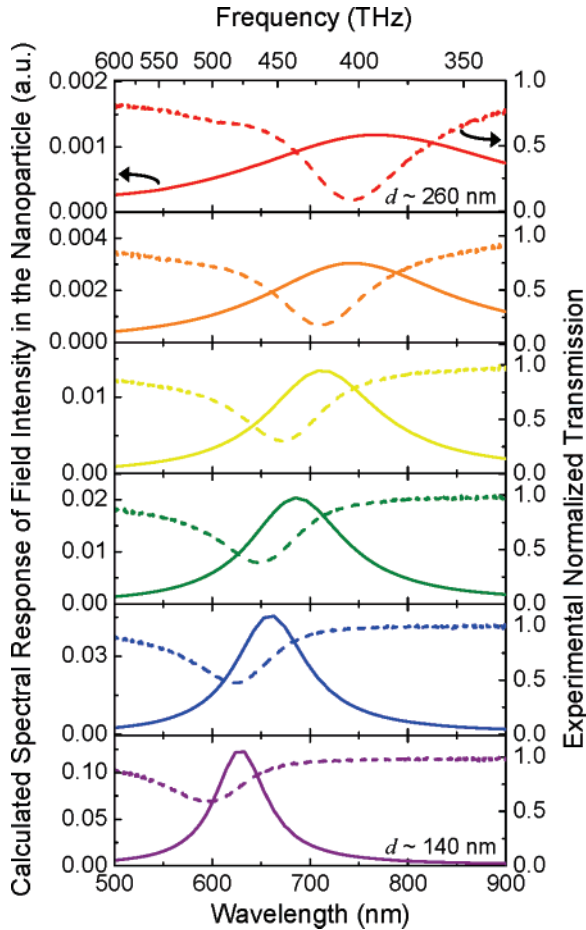 Frequency (THz)
600 550 500 450 400 350
Calculated Spectral Response of Field Intensity in the Nanoparticle (a.u.)
Experimental Normalized Transmission
0.002 1.0
0.001 0.5
0.000 0.0
d ~ 260 nm
0.004 1.0
0.002 0.5
0.000 0.0
1.0
0.01 0.5
0.00 0.0
0.02 1.0
0.01 0.5
0.00 0.0
1.0
0.03 0.5
0.00 0.0
1.0
0.10
0.05 0.5
0.00 0.0
d ~ 140 nm
500 600 700 800 900
Wavelength (nm)